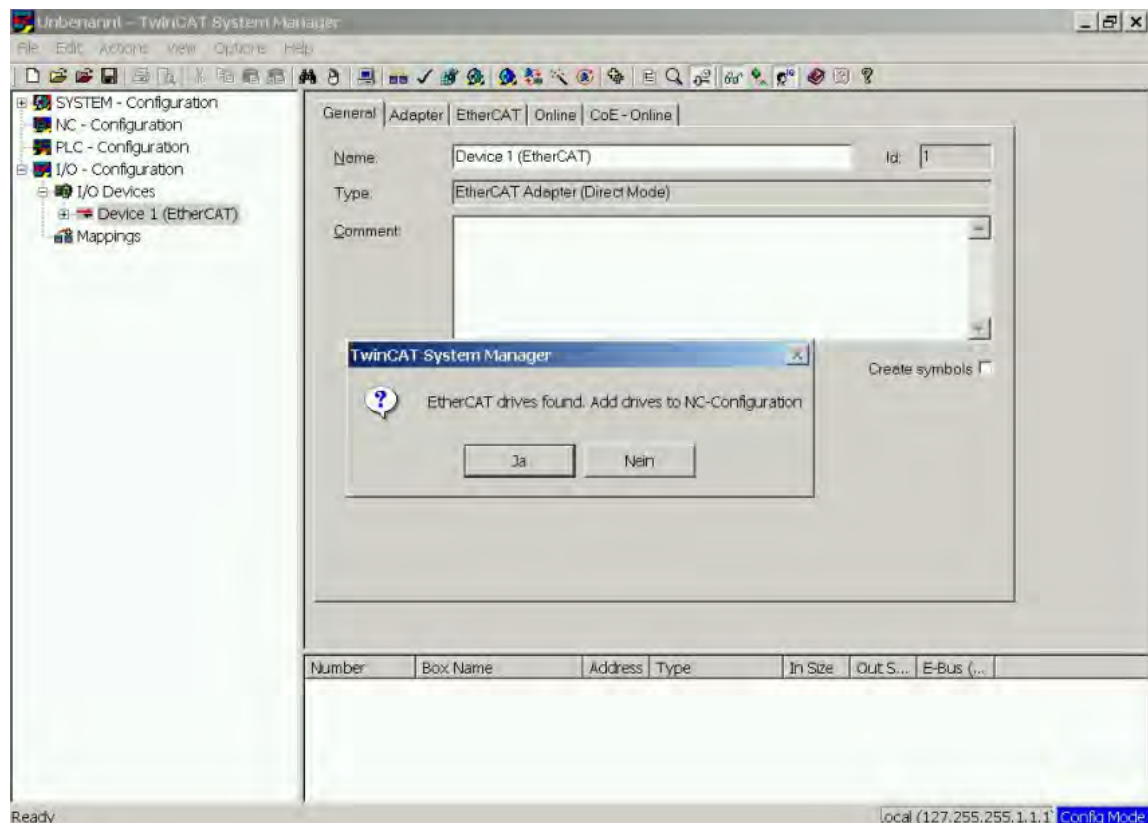 Unbenannt - TwinCAT System Manager
File Edit Actions View Options Help
SYSTEM - Configuration
NC - Configuration
PLC - Configuration
I/O - Configuration
I/O Devices
Device 1 (EtherCAT)
Mappings
General Adapter EtherCAT Online CoE - Online
Name: Device 1 (EtherCAT) Id: 1
Type: EtherCAT Adapter (Direct Mode)
Comment:
TwinCAT System Manager
EtherCAT drives found. Add drives to NC-Configuration
Ja Nein
Create symbols
Number Box Name Address Type In Size Out S... E-Bus (...
Ready Local (127.255.255.1.1.1) Config Mode